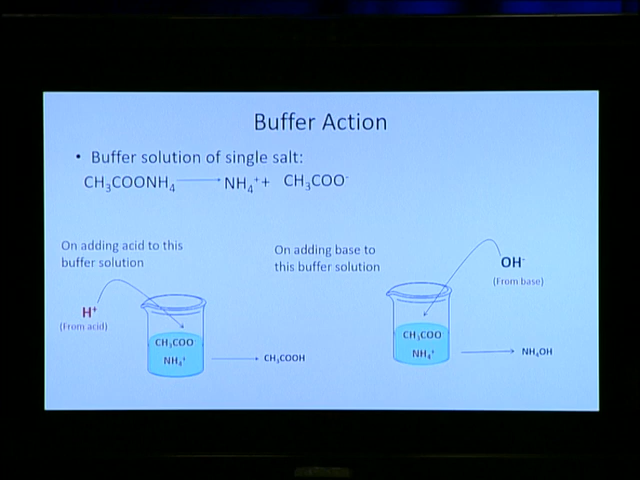 Buffer Action
• Buffer solution of single salt:
CH₃COONH₄ ⟶ NH₄⁺ + CH₃COO⁻
On adding acid to this
buffer solution
H⁺
(From acid)
CH₃COO
NH₄⁺
CH₃COOH
On adding base to
this buffer solution
OH⁻
(From base)
CH₃COO
NH₄⁺
NH₄OH